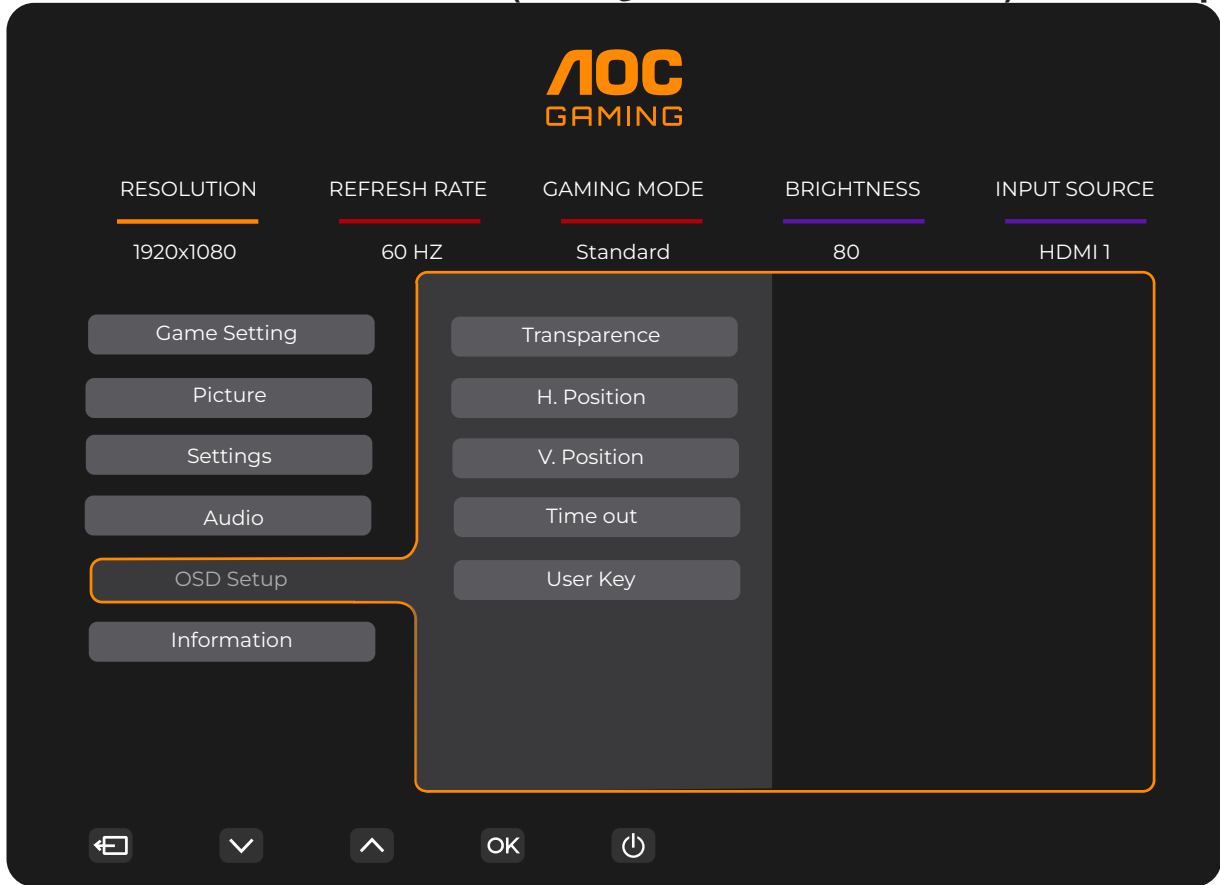 AOC
GAMING
RESOLUTION REFRESH RATE GAMING MODE BRIGHTNESS INPUT SOURCE
1920x1080 60 HZ Standard 80 HDMI 1
Game Setting Transparence
Picture H. Position
Settings V. Position
Audio Time out
OSD Setup User Key
Information
OK